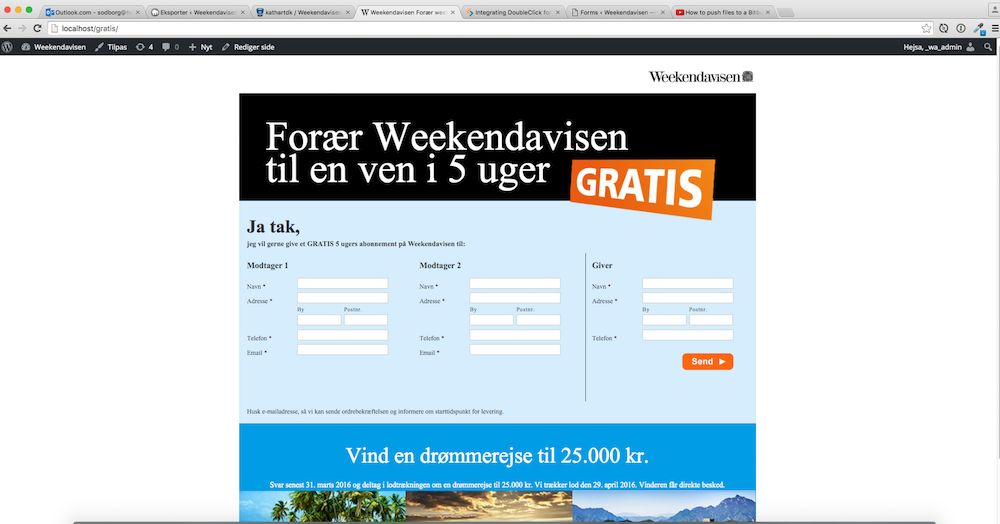 Outlook.com - sodborg@h
Eksporter ‹ Weekendavisen
kathartdk / Weekendavisen
Weekendavisen Forær wee
Integrating DoubleClick fo
Forms ‹ Weekendavisen —
How to push files to a Bitb
localhost/gratis/
Weekendavisen Tilpas 4 0 Nyt Rediger side Hejsa, _wa_admin
Weekendavisen
Forær Weekendavisen
til en ven i 5 uger
GRATIS
Ja tak,
jeg vil gerne give et GRATIS 5 ugers abonnement på Weekendavisen til:
Modtager 1 Modtager 2 Giver
Navn * Navn * Navn *
Adresse * Adresse * Adresse *
By Postnr. By Postnr. By Postnr.
Telefon * Telefon * Telefon *
Email * Email *
Send
Husk e-mailadresse, så vi kan sende ordrebekræftelsen og informere om starttidspunkt for levering.
Vind en drømmerejse til 25.000 kr.
Svar senest 31. marts 2016 og deltag i lodtrækningen om en drømmerejse til 25.000 kr. Vi trækker lod den 29. april 2016. Vinderen får direkte besked.